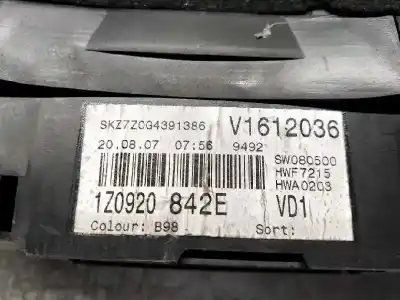 SKZ7Z0G4391386 V1612036
20.08.07 07:56 9492
SW080500
HWF7215
HWA0203
1Z0920 842E VD1
Colour: B98 Sort: